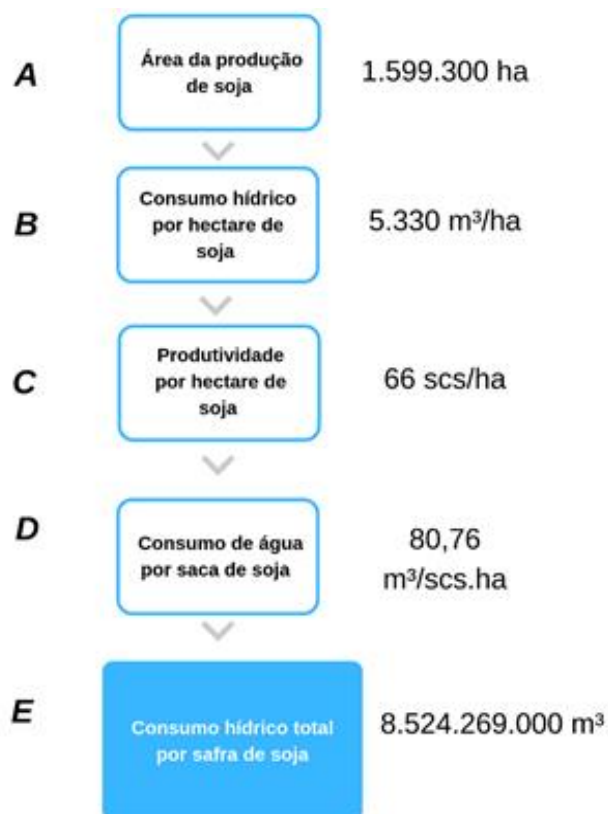 A
Área da produção
de soja
1.599.300 ha
B
Consumo hídrico
por hectare de
soja
5.330 m³/ha
C
Produtividade
por hectare de
soja
66 scs/ha
D
Consumo de água
por saca de soja
80,76
m³/scs.ha
E
Consumo hídrico total
por safra de soja
8.524.269.000 m³